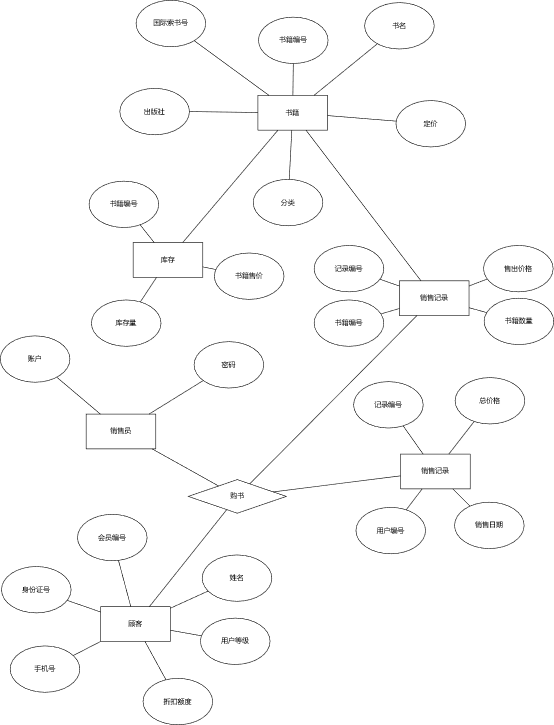 国际索书号
书籍编号
书名
出版社
书籍
定价
分类
书籍编号
库存
书籍售价
库存量
记录编号
售出价格
销售记录
书籍编号
书籍数量
账户
密码
销售员
记录编号
总价格
销售记录
购书
用户编号
销售日期
会员编号
身份证号
姓名
顾客
用户等级
手机号
折扣额度